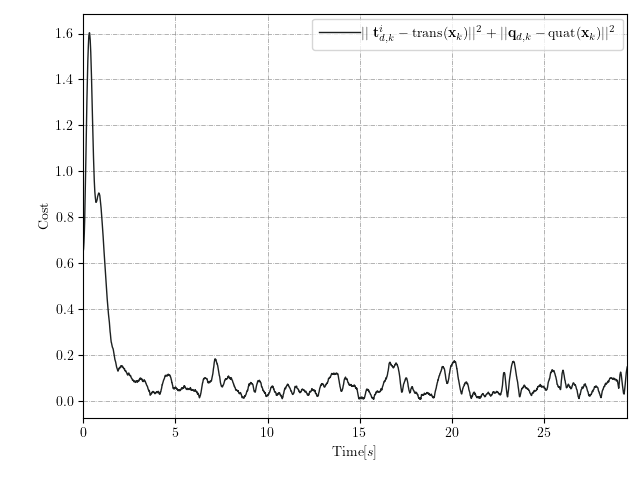 || t^i_{d,k} − trans(x_k)||^2 + ||q_{d,k} − quat(x_k)||^2
1.6
1.4
1.2
1.0
0.8
0.6
0.4
0.2
0.0
Cost
0 5 10 15 20 25
Time[s]